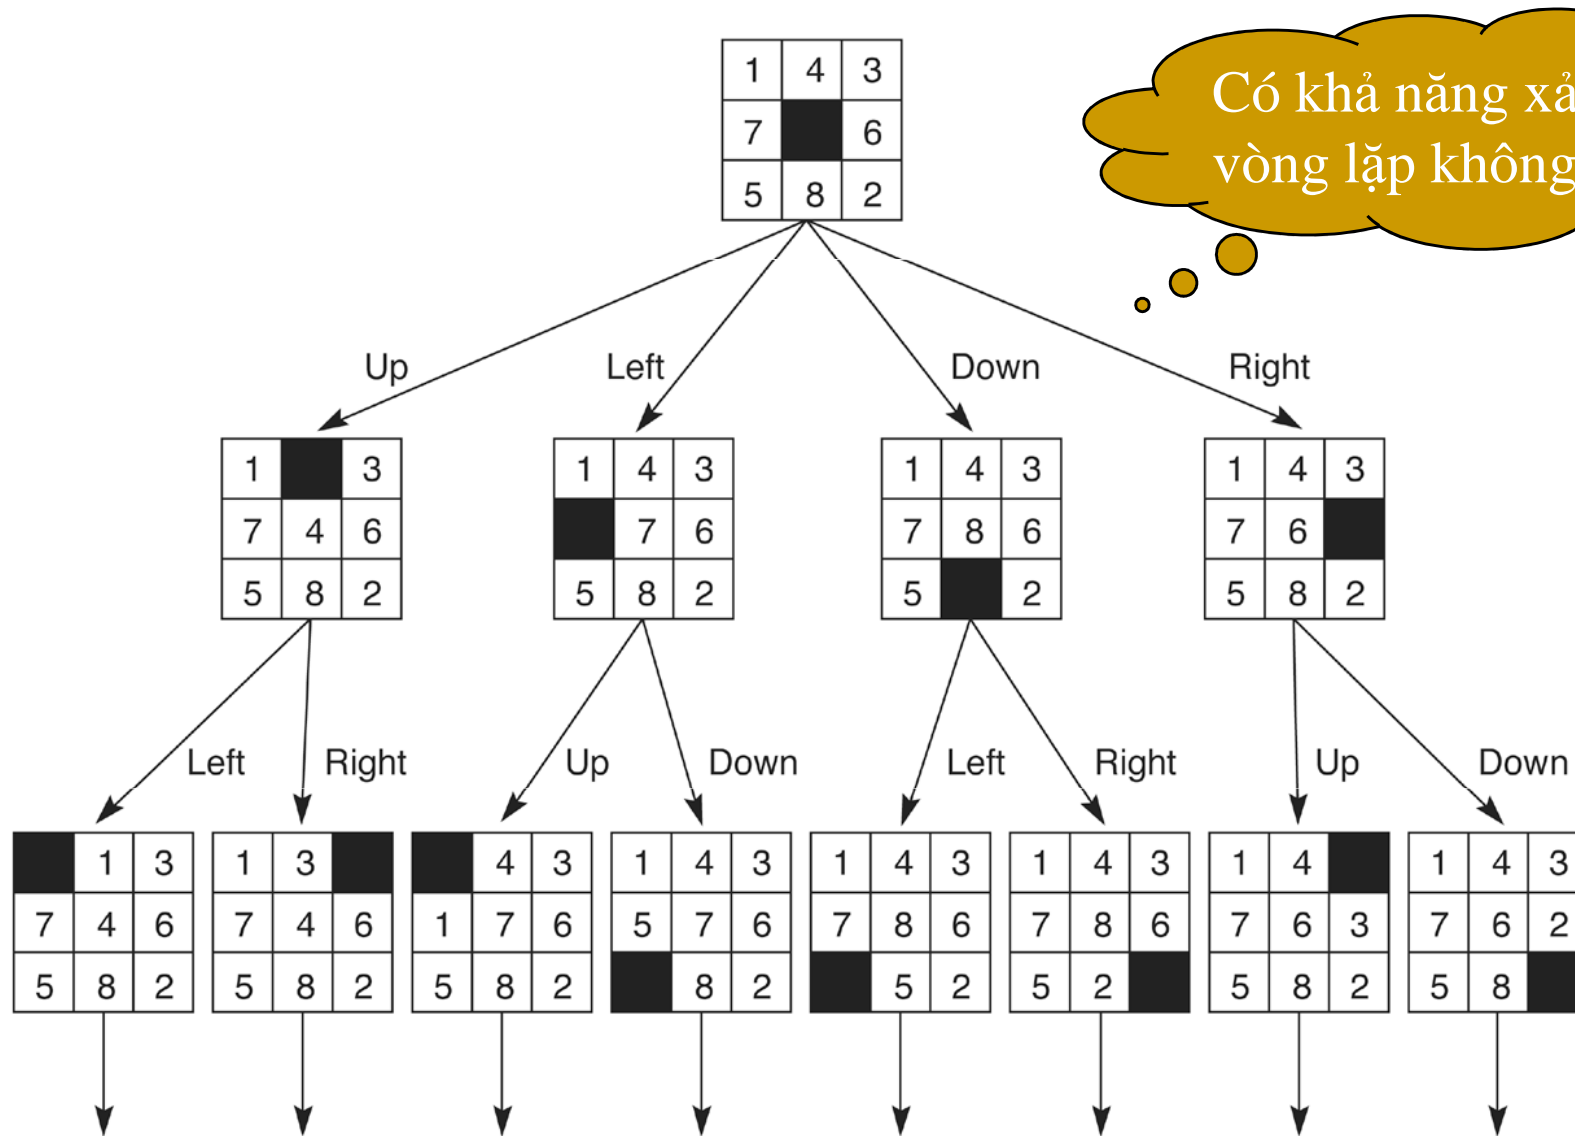 1 4 3
7 6
5 8 2
Có khả năng xả
vòng lặp không
Up
Left
Down
Right
1 3
7 4 6
5 8 2
1 4 3
7 6
5 8 2
1 4 3
7 8 6
5 2
1 4 3
7 6
5 8 2
Left
Right
Up
Down
Left
Right
Up
Down
1 3
7 4 6
5 8 2
1 3
7 4 6
5 8 2
4 3
1 7 6
5 8 2
1 4 3
5 7 6
8 2
1 4 3
7 8 6
5 2
1 4 3
7 8 6
5 2
1 4
7 6 3
5 8 2
1 4 3
7 6 2
5 8